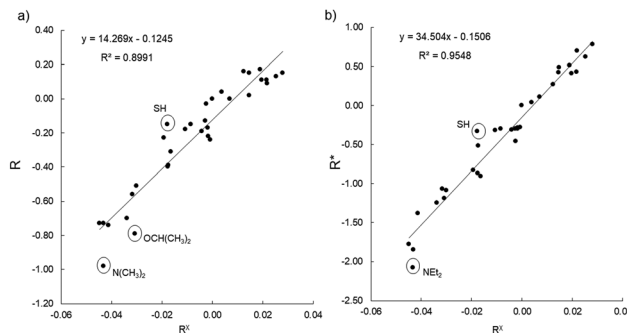 a)
y = 14.269x - 0.1245
R² = 0.8991
0.40
0.20
0.00
-0.20
-0.40
-0.60
-0.80
-1.00
-1.20
R
SH
OCH(CH₃)₂
N(CH₃)₂
-0.06
-0.04
-0.02
0.00
0.02
0.04
Rˣ
b)
y = 34.504x - 0.1506
R² = 0.9548
1.00
0.50
0.00
-0.50
-1.00
-1.50
-2.00
-2.50
R*
SH
NEt₂
-0.06
-0.04
-0.02
0.00
0.02
0.04
Rˣ